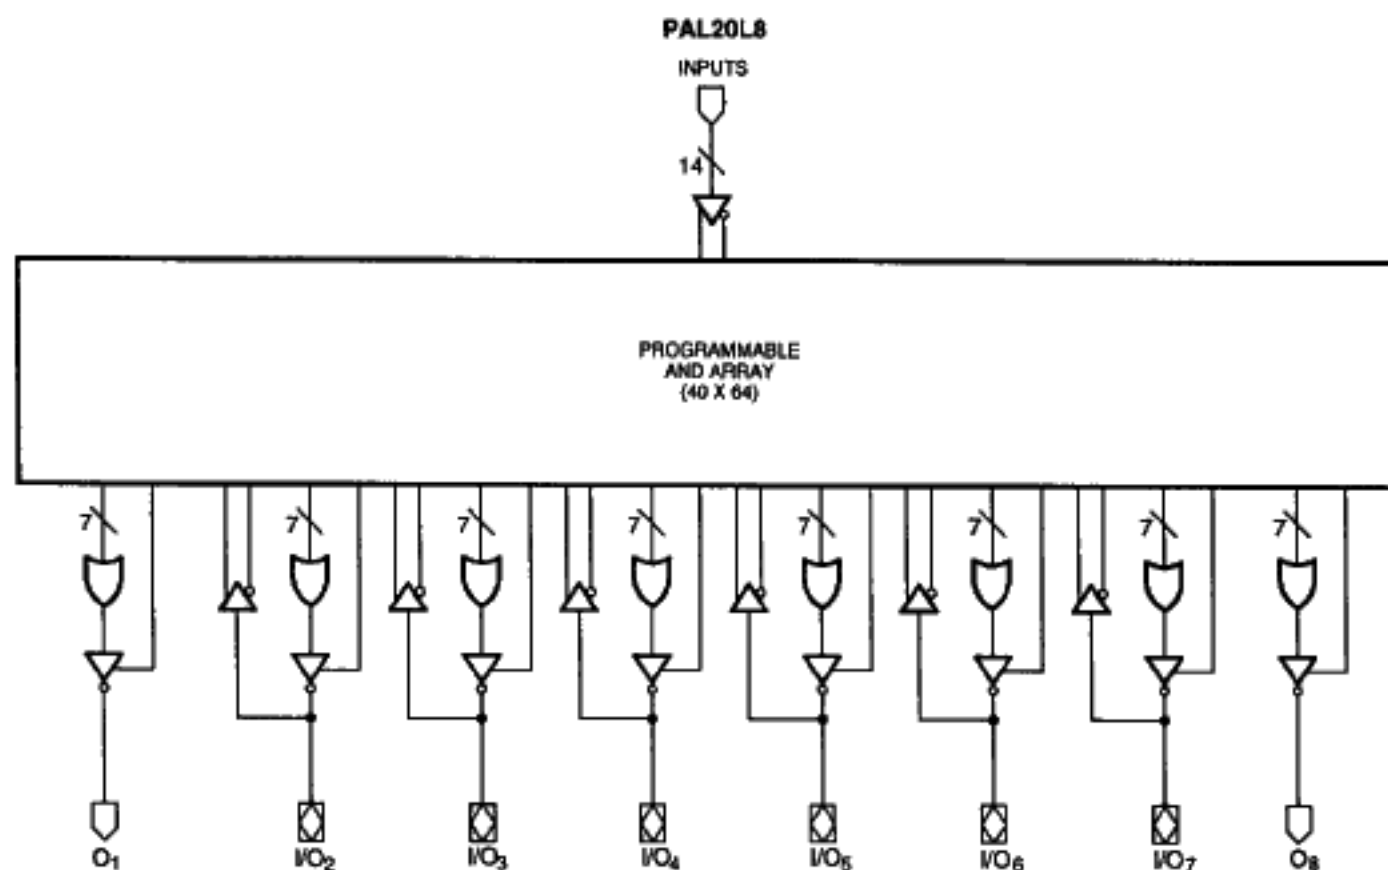 PAL20L8
INPUTS
14
PROGRAMMABLE
AND ARRAY
(40 X 64)
7 7 7 7 7 7 7 7
O1 I/O2 I/O3 I/O4 I/O5 I/O6 I/O7 O8